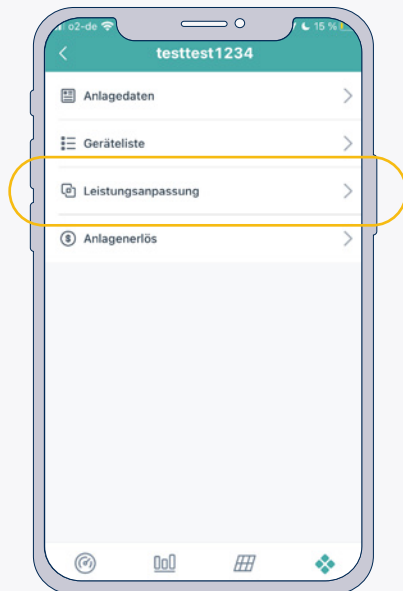 o2-de 15 %
testtest1234
Anlagedaten
Geräteliste
Leistungsanpassung
Anlagenerlös